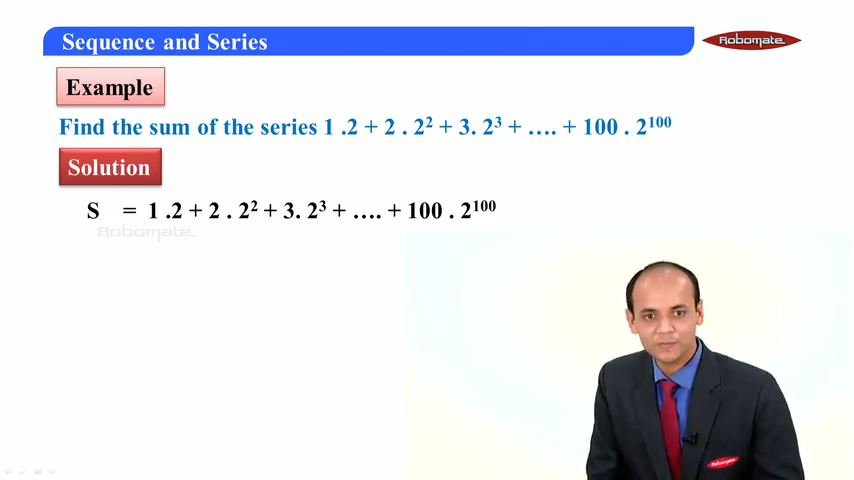 Sequence and Series
Robomate
Example
Find the sum of the series 1 .2 + 2 . 2² + 3. 2³ + …. + 100 . 2¹⁰⁰
Solution
S = 1 .2 + 2 . 2² + 3. 2³ + …. + 100 . 2¹⁰⁰
Robomate
Robomate